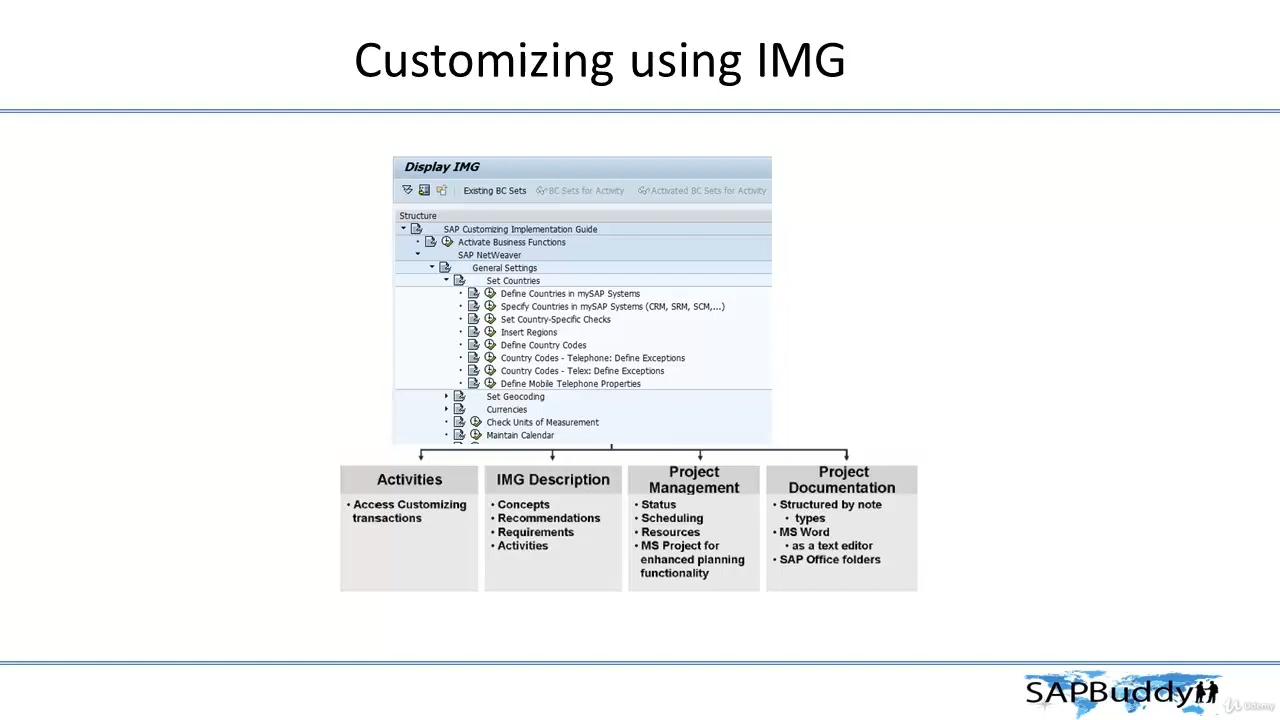 Customizing using IMG
Display IMG
Existing BC Sets BC Sets for Activity Activated BC Sets for Activity
Structure
SAP Customizing Implementation Guide
Activate Business Functions
SAP NetWeaver
General Settings
Set Countries
Define Countries in mySAP Systems
Specify Countries in mySAP Systems (CRM, SRM, SCM,...)
Set Country-Specific Checks
Insert Regions
Define Country Codes
Country Codes - Telephone: Define Exceptions
Country Codes - Telex: Define Exceptions
Define Mobile Telephone Properties
Set Geocoding
Currencies
Check Units of Measurement
Maintain Calendar
Activities
• Access Customizing
transactions
IMG Description
• Concepts
• Recommendations
• Requirements
• Activities
Project
Management
• Status
• Scheduling
• Resources
• MS Project for
enhanced planning
functionality
Project
Documentation
• Structured by note
• types
• MS Word
• as a text editor
• SAP Office folders
SAPBuddy
Udemy